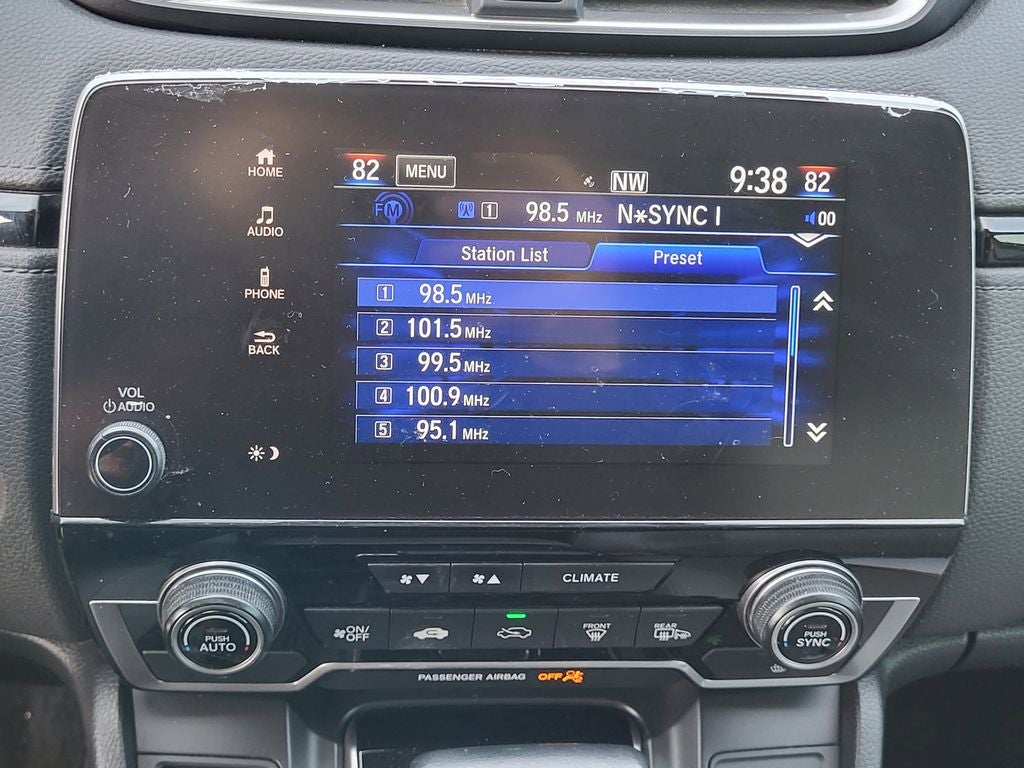 HOME
AUDIO
PHONE
BACK
VOL
AUDIO
82 MENU NW 9:38 82
FM 1 98.5 MHz N*SYNC I 00
Station List Preset
1 98.5 MHz
2 101.5 MHz
3 99.5 MHz
4 100.9 MHz
5 95.1 MHz
CLIMATE
PUSH AUTO
ON/OFF
FRONT
REAR
PUSH SYNC
PASSENGER AIRBAG OFF